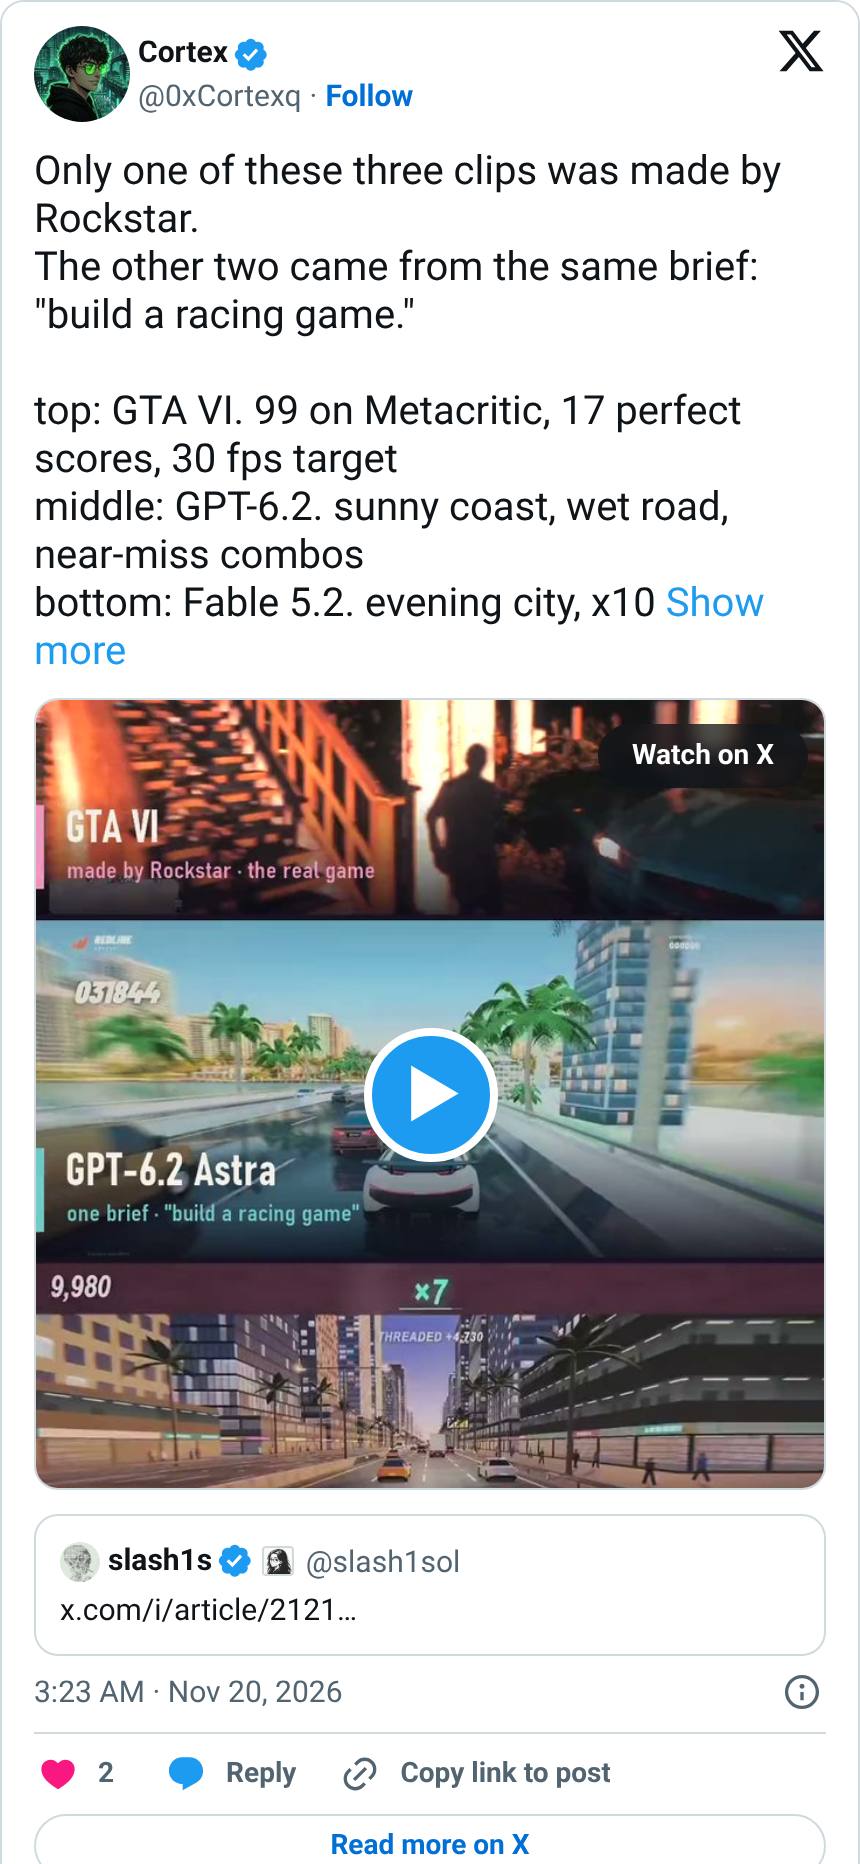 Cortex
@0xCortexq · Follow
Only one of these three clips was made by
Rockstar.
The other two came from the same brief:
"build a racing game."
top: GTA VI. 99 on Metacritic, 17 perfect
scores, 30 fps target
middle: GPT-6.2. sunny coast, wet road,
near-miss combos
bottom: Fable 5.2. evening city, x10 Show
more
Watch on X
GTA VI
made by Rockstar · the real game
REDLINE
000000
031844
GPT-6.2 Astra
one brief · "build a racing game"
9,980
x7
THREADED +4,730
slash1s @slash1sol
x.com/i/article/2121…
3:23 AM · Nov 20, 2026
2 Reply Copy link to post
Read more on X